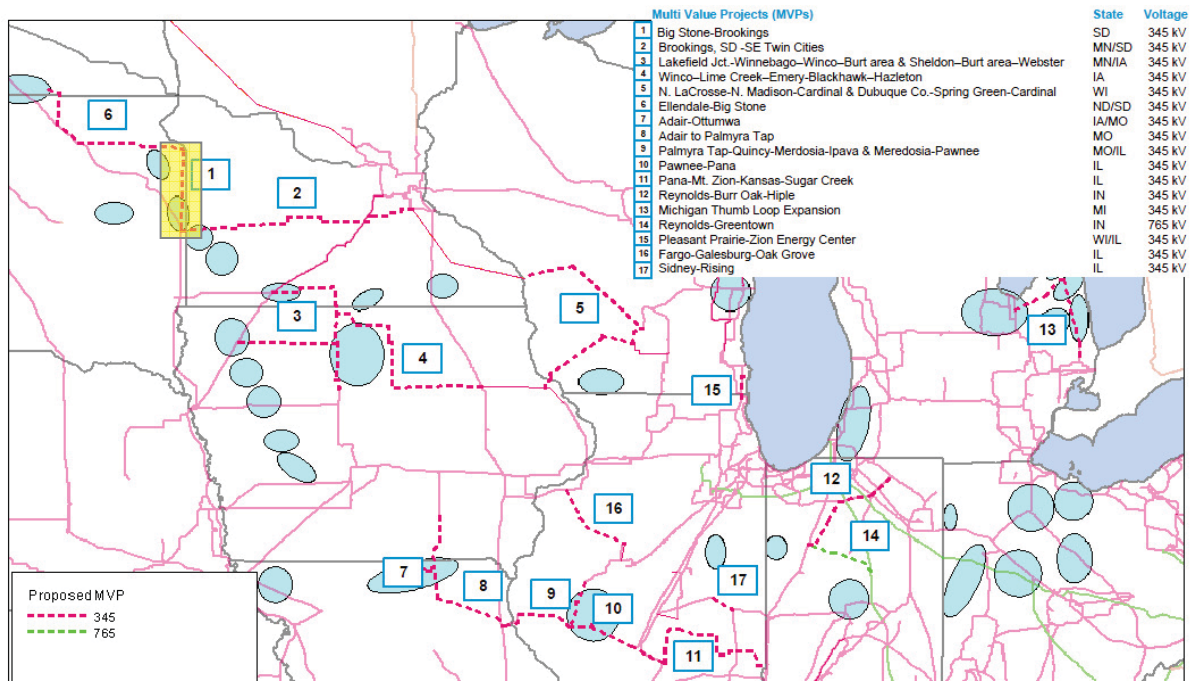 Multi Value Projects (MVPs) State Voltage
1 Big Stone-Brookings SD 345 kV
2 Brookings, SD -SE Twin Cities MN/SD 345 kV
3 Lakefield Jct.-Winnebago–Winco–Burt area & Sheldon–Burt area–Webster MN/IA 345 kV
4 Winco–Lime Creek–Emery-Blackhawk–Hazleton IA 345 kV
5 N. LaCrosse-N. Madison-Cardinal & Dubuque Co.-Spring Green-Cardinal WI 345 kV
6 Ellendale-Big Stone ND/SD 345 kV
7 Adair-Ottumwa IA/MO 345 kV
8 Adair to Palmyra Tap MO 345 kV
9 Palmyra Tap-Quincy-Merdosia-Ipava & Meredosia-Pawnee MO/IL 345 kV
10 Pawnee-Pana IL 345 kV
11 Pana-Mt. Zion-Kansas-Sugar Creek IL 345 kV
12 Reynolds-Burr Oak-Hiple IN 345 kV
13 Michigan Thumb Loop Expansion MI 345 kV
14 Reynolds-Greentown IN 765 kV
15 Pleasant Prairie-Zion Energy Center WI/IL 345 kV
16 Fargo-Galesburg-Oak Grove IL 345 kV
17 Sidney-Rising IL 345 kV
6
1
2
3
5
13
4
15
12
16
14
7
8
9
10
17
11
Proposed MVP
345
765